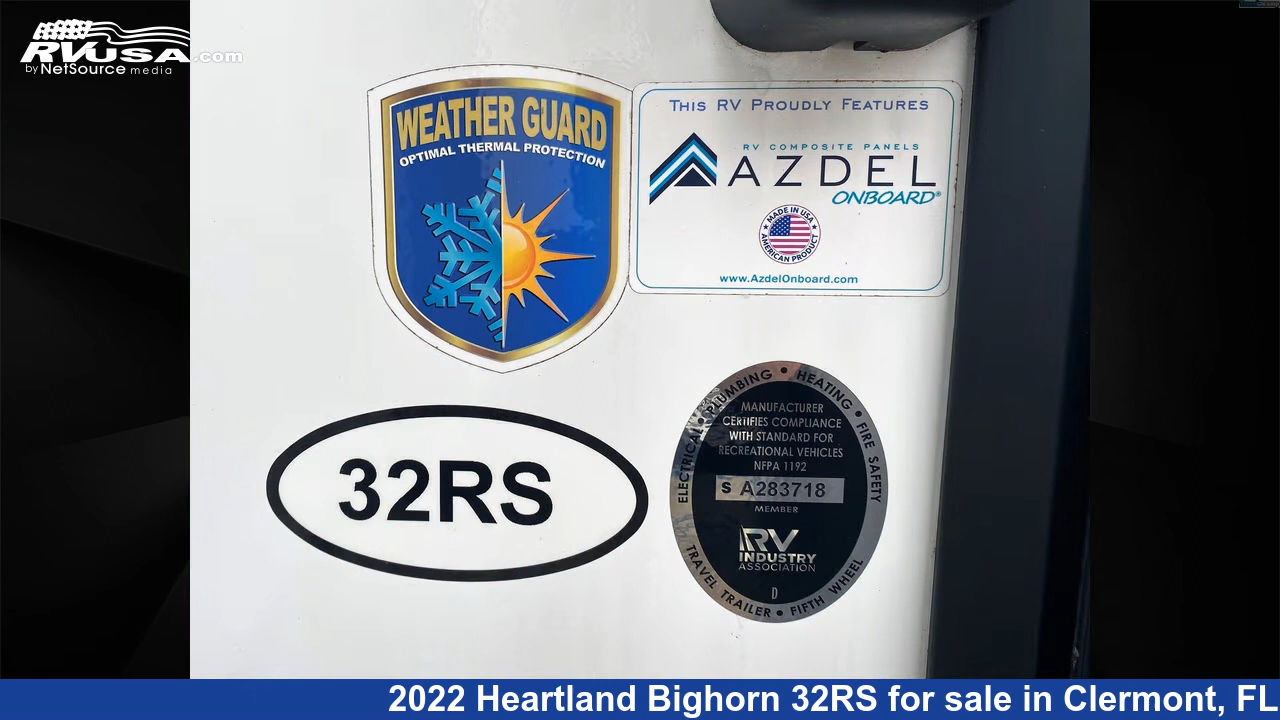 RVUSA.com
by NetSource media
WEATHER GUARD
OPTIMAL THERMAL PROTECTION
THIS RV PROUDLY FEATURES
RV COMPOSITE PANELS
AZDEL
ONBOARD®
MADE IN USA
AMERICAN PRODUCT
www.AzdelOnboard.com
32RS
ELECTRICAL • PLUMBING • HEATING • FIRE SAFETY
MANUFACTURER
CERTIFIES COMPLIANCE
WITH STANDARD FOR
RECREATIONAL VEHICLES
NFPA 1192
S A283718
MEMBER
RV
INDUSTRY
ASSOCIATION
D
TRAVEL TRAILER • FIFTH WHEEL
2022 Heartland Bighorn 32RS for sale in Clermont, FL